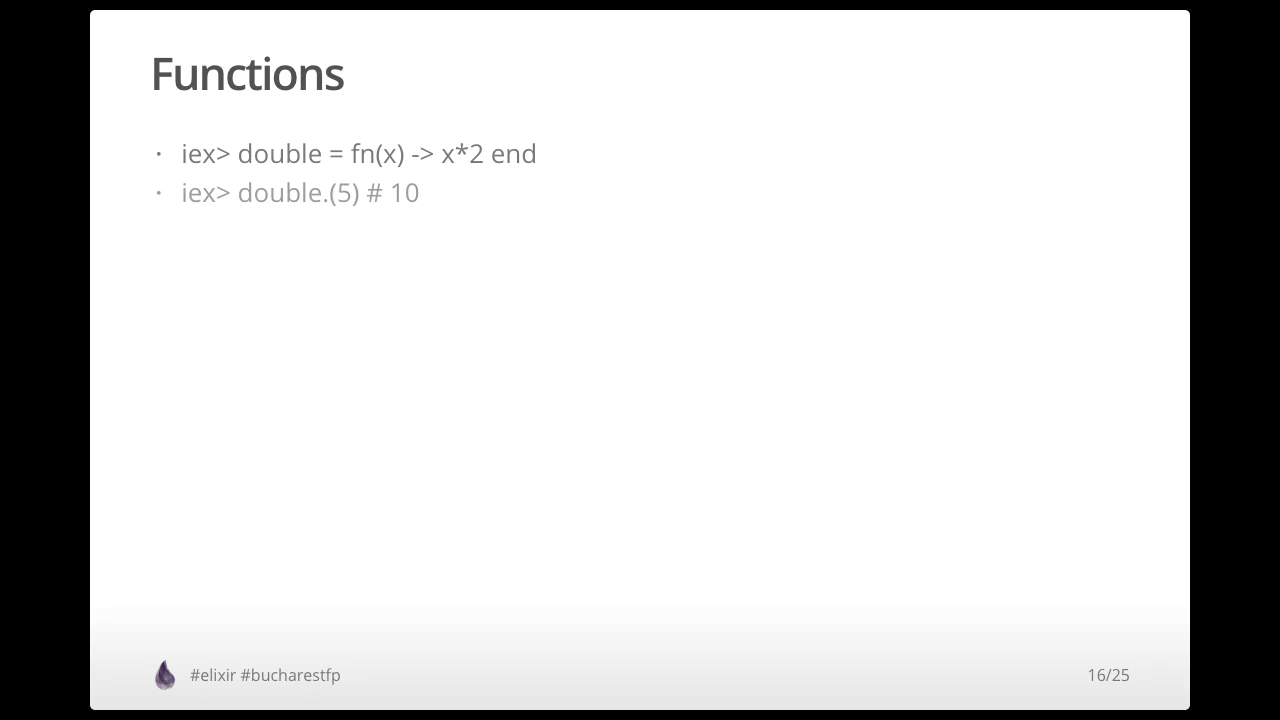 Functions
· iex> double = fn(x) -> x*2 end
· iex> double.(5) # 10
#elixir #bucharestfp
16/25